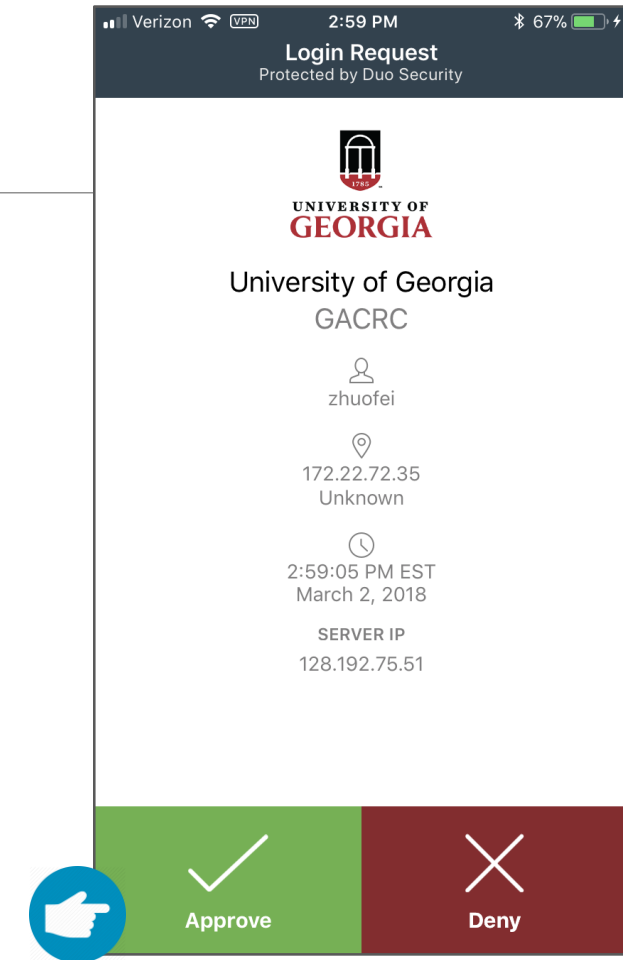 Verizon VPN 2:59 PM 67%
Login Request
Protected by Duo Security
1785
UNIVERSITY OF
GEORGIA
University of Georgia
GACRC
zhuofei
172.22.72.35
Unknown
2:59:05 PM EST
March 2, 2018
SERVER IP
128.192.75.51
Approve Deny